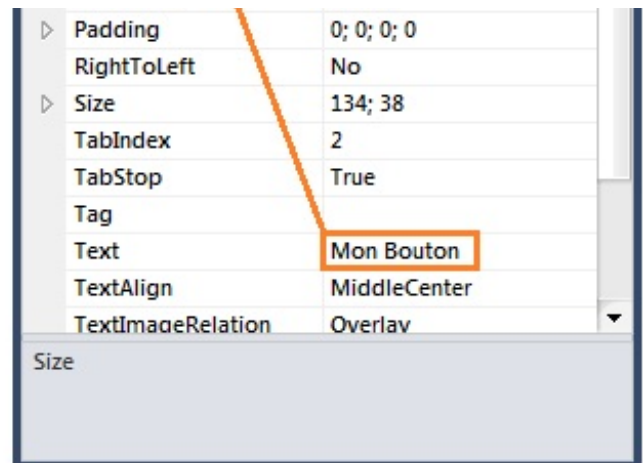 Padding 0; 0; 0; 0
RightToLeft No
Size 134; 38
TabIndex 2
TabStop True
Tag
Text Mon Bouton
TextAlign MiddleCenter
TextImageRelation Overlay
Size